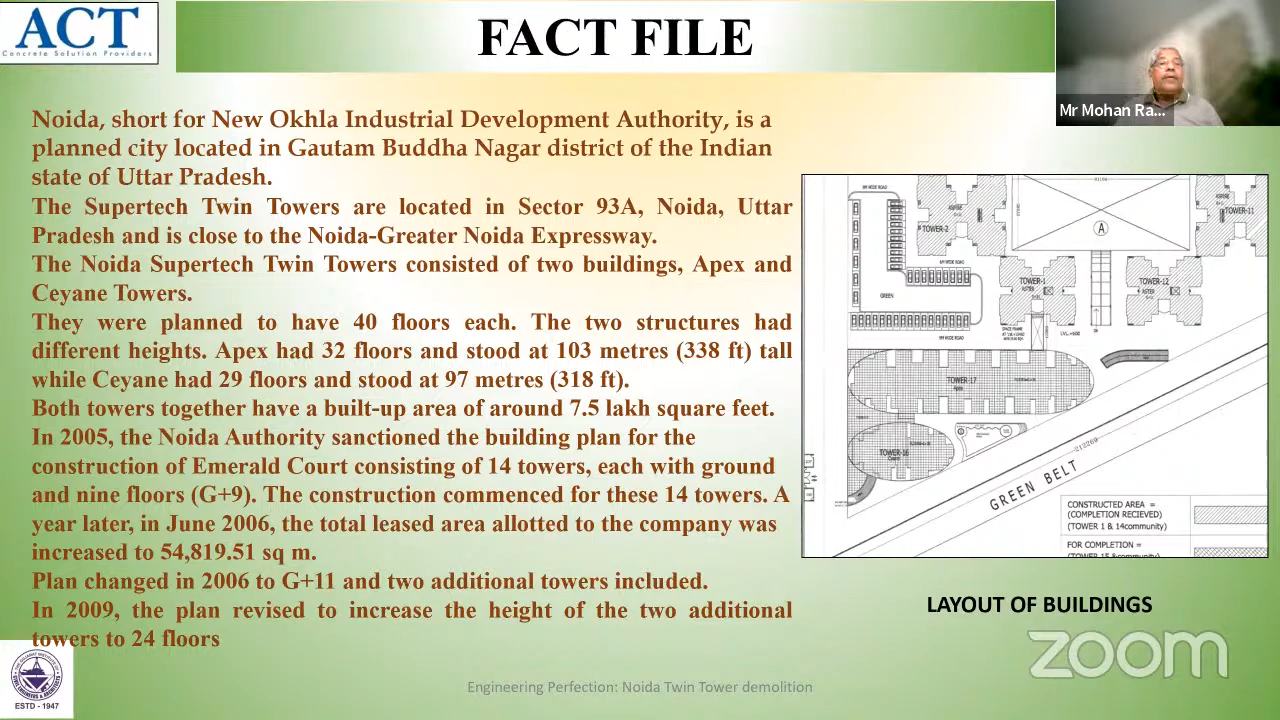 ACT
Concrete Solution Providers
FACT FILE
Mr Mohan Ra...
Noida, short for New Okhla Industrial Development Authority, is a
planned city located in Gautam Buddha Nagar district of the Indian
state of Uttar Pradesh.
The Supertech Twin Towers are located in Sector 93A, Noida, Uttar
Pradesh and is close to the Noida-Greater Noida Expressway.
The Noida Supertech Twin Towers consisted of two buildings, Apex and
Ceyane Towers.
They were planned to have 40 floors each. The two structures had
different heights. Apex had 32 floors and stood at 103 metres (338 ft) tall
while Ceyane had 29 floors and stood at 97 metres (318 ft).
Both towers together have a built-up area of around 7.5 lakh square feet.
In 2005, the Noida Authority sanctioned the building plan for the
construction of Emerald Court consisting of 14 towers, each with ground
and nine floors (G+9). The construction commenced for these 14 towers. A
year later, in June 2006, the total leased area allotted to the company was
increased to 54,819.51 sq m.
Plan changed in 2006 to G+11 and two additional towers included.
In 2009, the plan revised to increase the height of the two additional
towers to 24 floors
ASPIRE
TOWER-2
A
ASPIRE
TOWER-11
TOWER-1
ASTER
TOWER-12
ASTER
GREEN
TOWER-17
Apex
TOWER-16
GREEN BELT
212269
CONSTRUCTED AREA =
(COMPLETION RECIEVED)
(TOWER 1 & 14community)
FOR COMPLETION =
(TOWER 15 &community)
LAYOUT OF BUILDINGS
zoom
ESTD - 1947
Engineering Perfection: Noida Twin Tower demolition